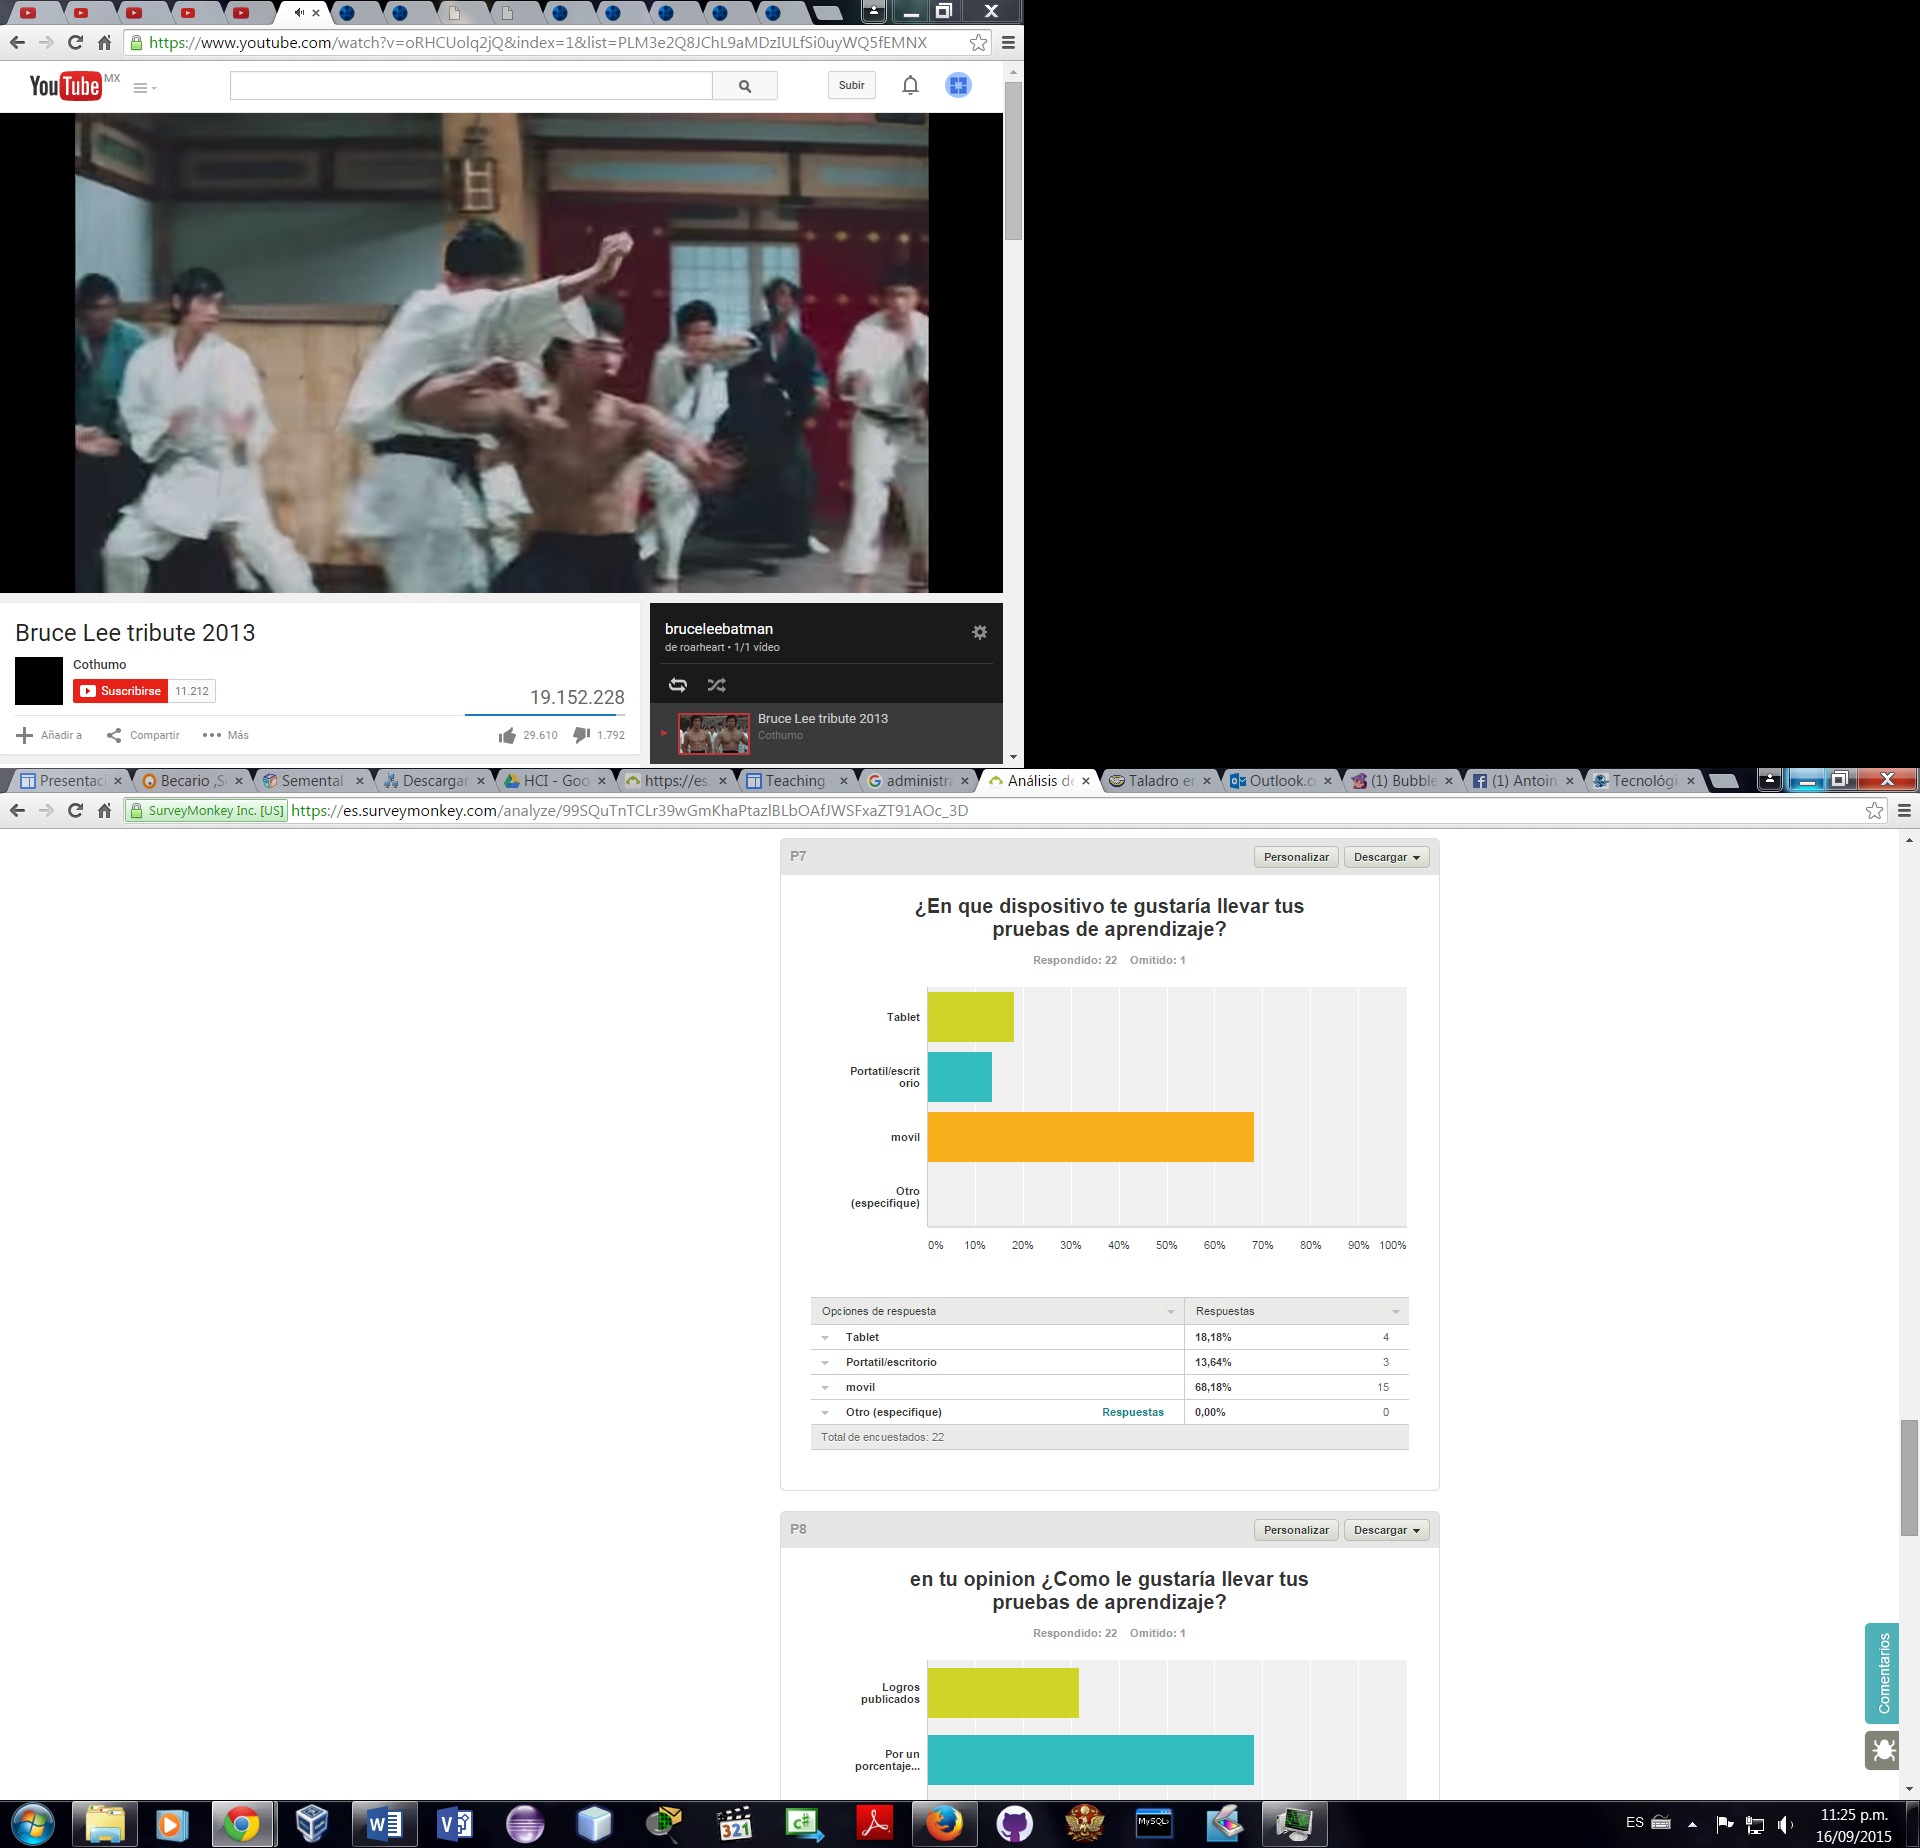 https://www.youtube.com/watch?v=oRHCUolq2jQ&index=1&list=PLM3e2Q8JChL9aMDzIULfSi0uyWQ5fEMNX
YouTube MX
Subir
Bruce Lee tribute 2013
Cothumo
Suscribirse 11.212
19.152.228
Añadir a Compartir Más 29.610 1.792
bruceleebatman
de roarheart • 1/1 vídeo
Bruce Lee tribute 2013
Cothumo
Presentaci Becario ,S Semental Descargar HCI - Goo https://es. Teaching administra Análisis de Taladro en Outlook.co (1) Bubble (1) Antoin Tecnológi
SurveyMonkey Inc. [US] https://es.surveymonkey.com/analyze/99SQuTnTCLr39wGmKhaPtazlBLbOAfJWSFxaZT91AOc_3D
P7 Personalizar Descargar
¿En que dispositivo te gustaría llevar tus
pruebas de aprendizaje?
Respondido: 22 Omitido: 1
Tablet
Portatil/escrit
orio
movil
Otro
(especifique)
0% 10% 20% 30% 40% 50% 60% 70% 80% 90% 100%
Opciones de respuesta Respuestas
Tablet 18,18% 4
Portatil/escritorio 13,64% 3
movil 68,18% 15
Otro (especifique) Respuestas 0,00% 0
Total de encuestados: 22
P8 Personalizar Descargar
en tu opinion ¿Como le gustaría llevar tus
pruebas de aprendizaje?
Respondido: 22 Omitido: 1
Logros
publicados
Por un
porcentaje...
Comentarios
321
C#
MySQL
ES
11:25 p.m.
16/09/2015